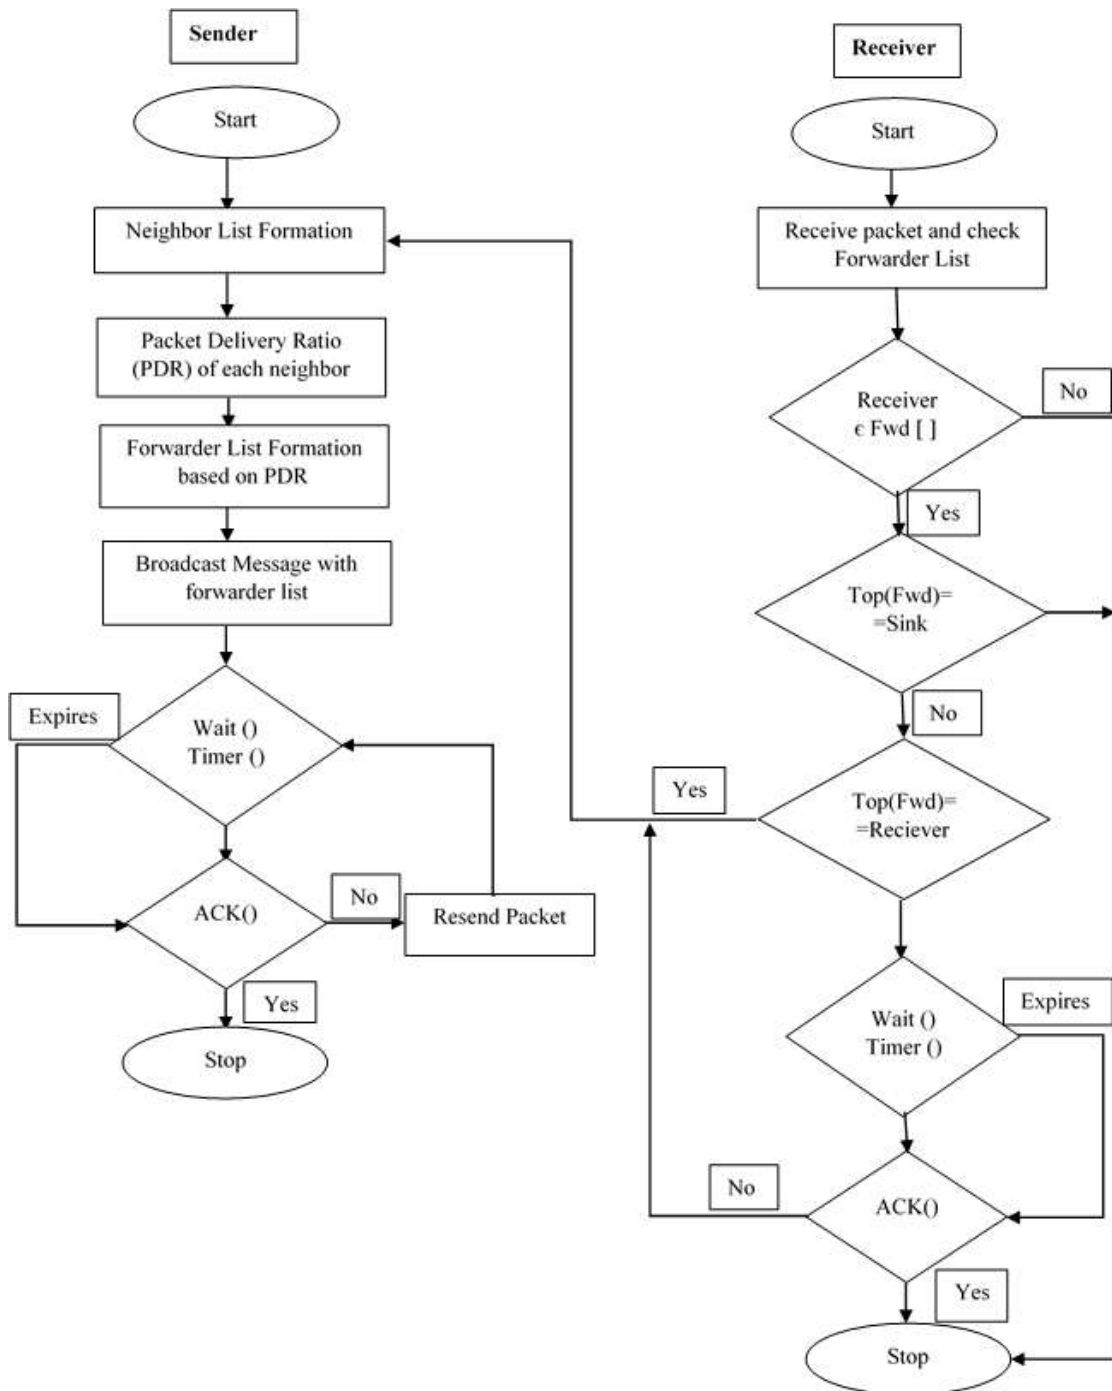 Sender
Start
Neighbor List Formation
Packet Delivery Ratio
(PDR) of each neighbor
Forwarder List Formation
based on PDR
Broadcast Message with
forwarder list
Expires
Wait ()
Timer ()
ACK()
No
Resend Packet
Yes
Stop
Receiver
Start
Receive packet and check
Forwarder List
Receiver
ϵ Fwd [ ]
No
Yes
Top(Fwd)=
=Sink
No
Yes
Top(Fwd)=
=Reciever
Wait ()
Timer ()
Expires
No
ACK()
Yes
Stop